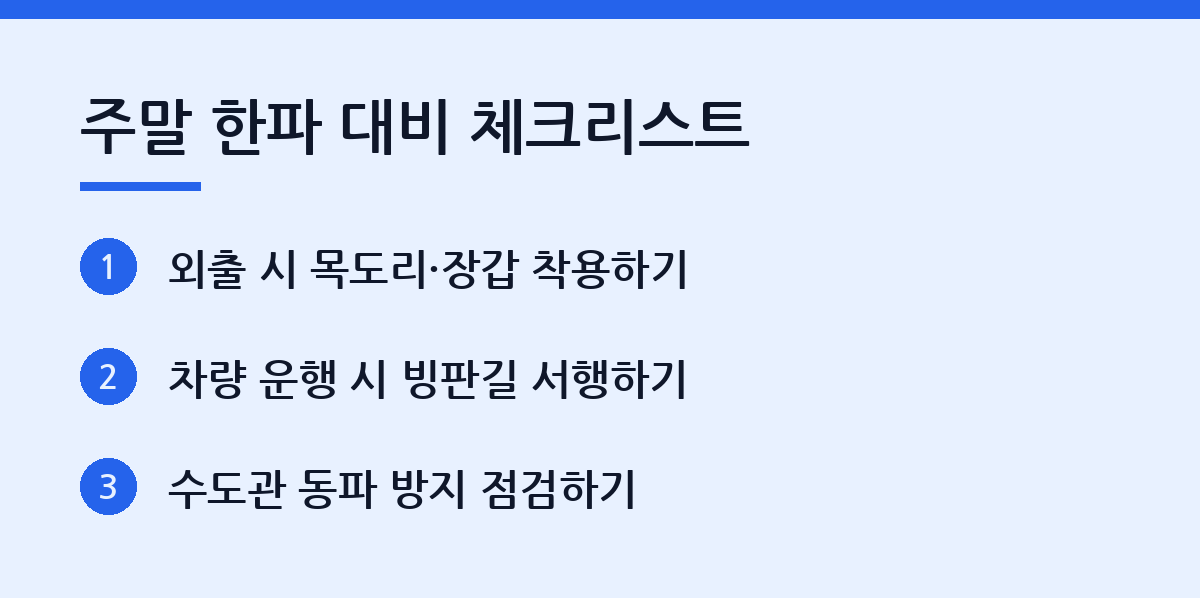 주말 한파 대비 체크리스트
1 외출 시 목도리·장갑 착용하기
2 차량 운행 시 빙판길 서행하기
3 수도관 동파 방지 점검하기